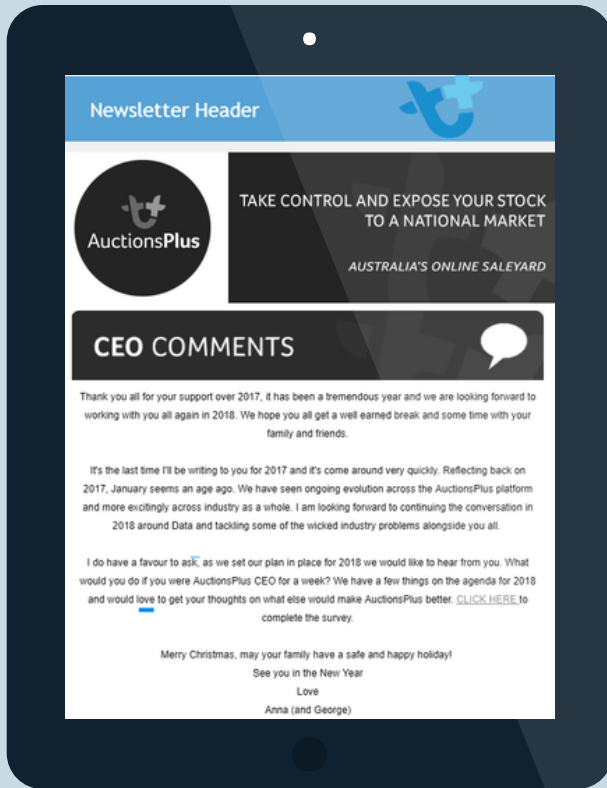 Newsletter Header
AuctionsPlus
TAKE CONTROL AND EXPOSE YOUR STOCK
TO A NATIONAL MARKET
AUSTRALIA'S ONLINE SALEYARD
CEO COMMENTS
Thank you all for your support over 2017, it has been a tremendous year and we are looking forward to
working with you all again in 2018. We hope you all get a well earned break and some time with your
family and friends.
It's the last time I'll be writing to you for 2017 and it's come around very quickly. Reflecting back on
2017, January seems an age ago. We have seen ongoing evolution across the AuctionsPlus platform
and more excitingly across industry as a whole. I am looking forward to continuing the conversation in
2018 around Data and tackling some of the wicked industry problems alongside you all.
I do have a favour to ask, as we set our plan in place for 2018 we would like to hear from you. What
would you do if you were AuctionsPlus CEO for a week? We have a few things on the agenda for 2018
and would love to get your thoughts on what else would make AuctionsPlus better. CLICK HERE to
complete the survey.
Merry Christmas, may your family have a safe and happy holiday!
See you in the New Year
Love
Anna (and George)